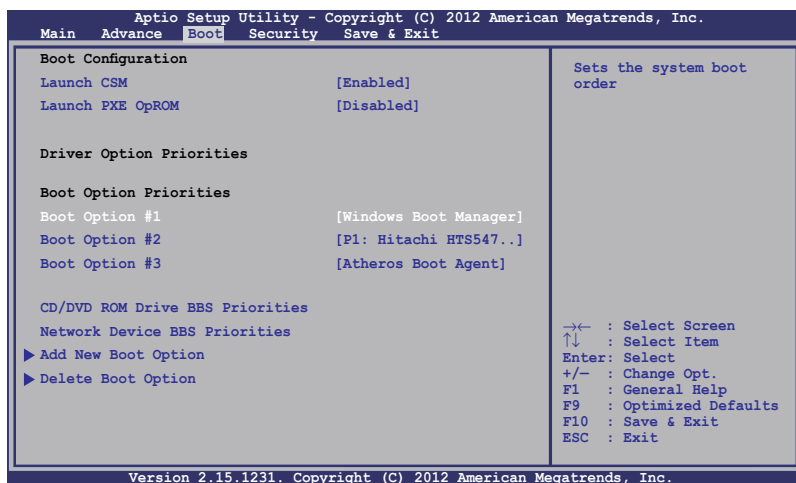 Aptio Setup Utility - Copyright (C) 2012 American Megatrends, Inc.
Main Advance Boot Security Save & Exit
Boot Configuration
Launch CSM [Enabled]
Launch PXE OpROM [Disabled]
Driver Option Priorities
Boot Option Priorities
Boot Option #1 [Windows Boot Manager]
Boot Option #2 [P1: Hitachi HTS547..]
Boot Option #3 [Atheros Boot Agent]
CD/DVD ROM Drive BBS Priorities
Network Device BBS Priorities
Add New Boot Option
Delete Boot Option
Sets the system boot
order
→← : Select Screen
↑↓ : Select Item
Enter: Select
+/— : Change Opt.
F1 : General Help
F9 : Optimized Defaults
F10 : Save & Exit
ESC : Exit
Version 2.15.1231. Copyright (C) 2012 American Megatrends, Inc.